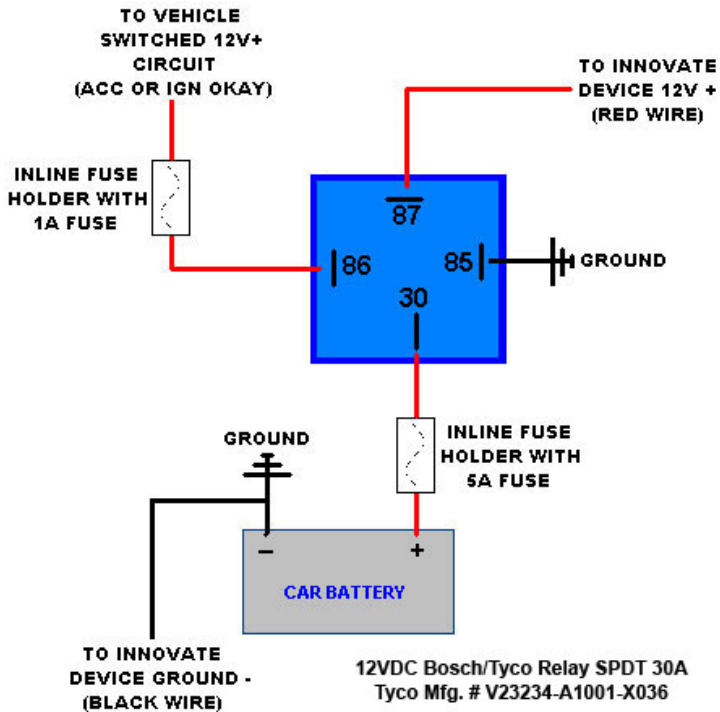 TO VEHICLE
SWITCHED 12V+
CIRCUIT
(ACC OR IGN OKAY)
TO INNOVATE
DEVICE 12V +
(RED WIRE)
INLINE FUSE
HOLDER WITH
1A FUSE
87
86
85
GROUND
30
GROUND
INLINE FUSE
HOLDER WITH
5A FUSE
–
+
CAR BATTERY
TO INNOVATE
DEVICE GROUND -
(BLACK WIRE)
12VDC Bosch/Tyco Relay SPDT 30A
Tyco Mfg. # V23234-A1001-X036